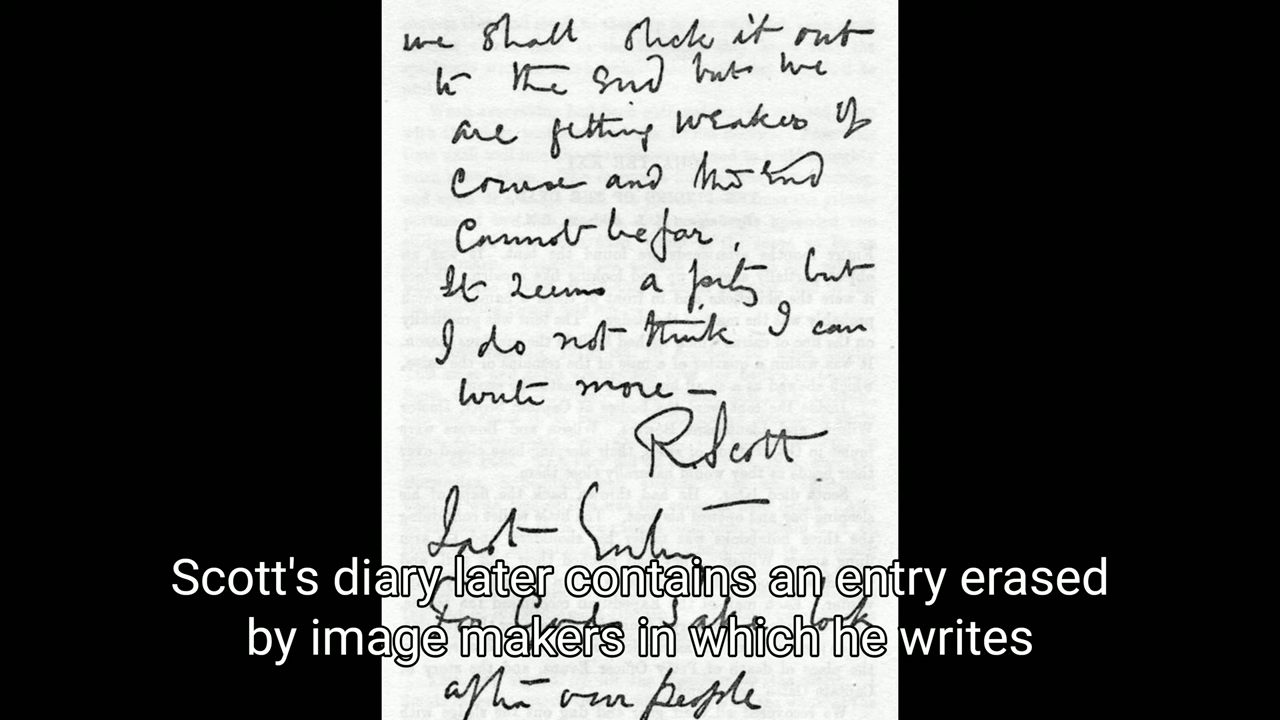 we shall stick it out
to the end but we
are getting weaker of
course and the end
cannot be far.
It seems a pity but
I do not think I can
write more —
R. Scott
Last Entry
Scott's diary later contains an entry erased
For Gods sake look
by image makers in which he writes
after our people